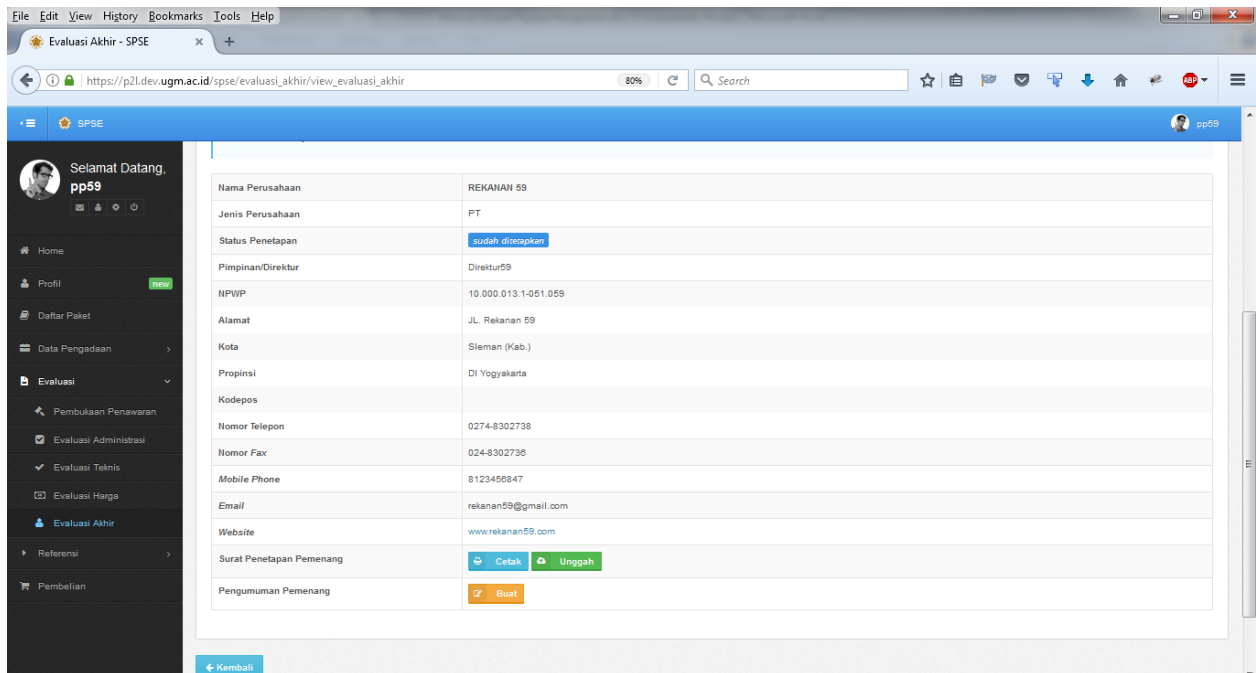 File Edit View History Bookmarks Tools Help
Evaluasi Akhir - SPSE
https://p2l.dev.ugm.ac.id/spse/evaluasi_akhir/view_evaluasi_akhir 80% Search ABP
SPSE pp59
Selamat Datang,
pp59
Home
Profil new
Daftar Paket
Data Pengadaan
Evaluasi
Pembukaan Penawaran
Evaluasi Administrasi
Evaluasi Teknis
Evaluasi Harga
Evaluasi Akhir
Referensi
Pembelian
Nama Perusahaan REKANAN 59
Jenis Perusahaan PT
Status Penetapan sudah ditetapkan
Pimpinan/Direktur Direktur59
NPWP 10.000.013.1-051.059
Alamat JL. Rekanan 59
Kota Sleman (Kab.)
Propinsi DI Yogyakarta
Kodepos
Nomor Telepon 0274-8302738
Nomor Fax 024-8302736
Mobile Phone 8123456847
Email rekanan59@gmail.com
Website www.rekanan59.com
Surat Penetapan Pemenang Cetak Unggah
Pengumuman Pemenang Buat
Kembali